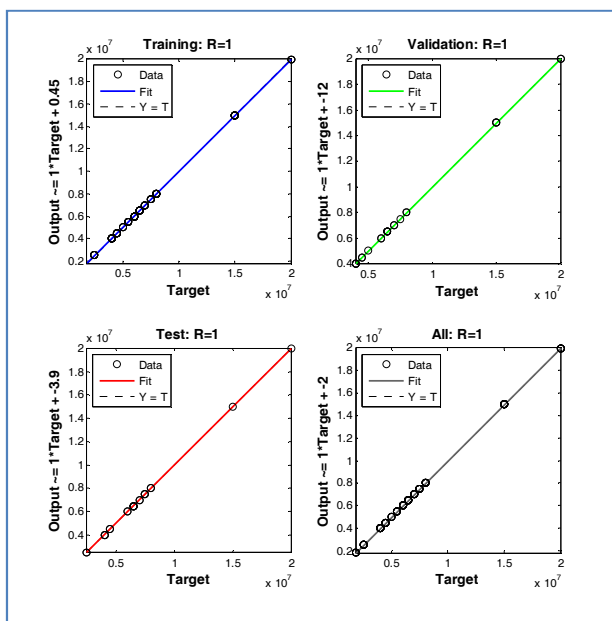 Training: R=1
x 10^7
Output ~= 1*Target + 0.45
Data
Fit
Y = T
2
1.8
1.6
1.4
1.2
1
0.8
0.6
0.4
0.2
0.5 1 1.5 2
x 10^7
Target
Validation: R=1
x 10^7
Output ~= 1*Target + -12
Data
Fit
Y = T
2
1.8
1.6
1.4
1.2
1
0.8
0.6
0.4
0.5 1 1.5 2
x 10^7
Target
Test: R=1
x 10^7
Output ~= 1*Target + -3.9
Data
Fit
Y = T
2
1.8
1.6
1.4
1.2
1
0.8
0.6
0.4
0.5 1 1.5 2
x 10^7
Target
All: R=1
x 10^7
Output ~= 1*Target + -2
Data
Fit
Y = T
2
1.8
1.6
1.4
1.2
1
0.8
0.6
0.4
0.2
0.5 1 1.5 2
x 10^7
Target